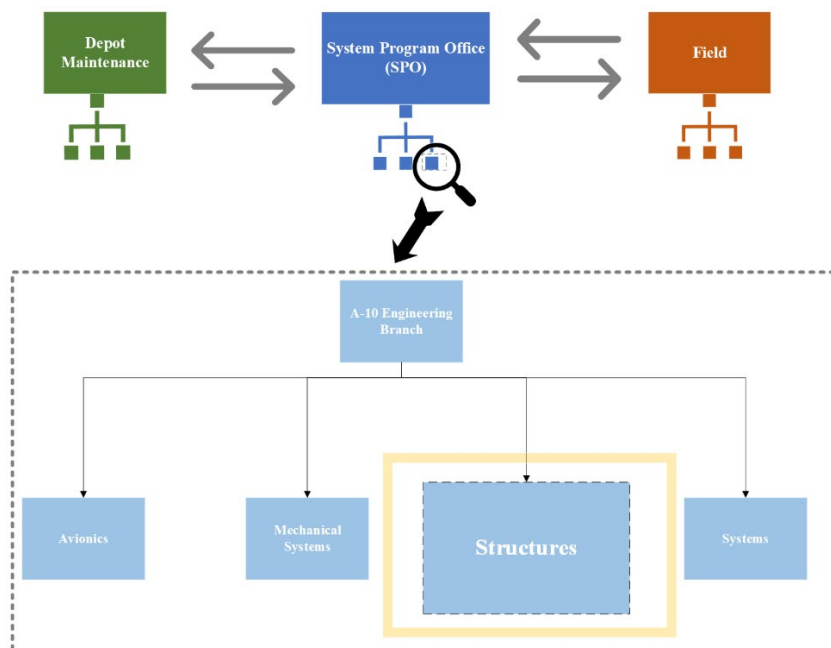 Depot
Maintenance
System Program Office
(SPO)
Field
A-10 Engineering
Branch
Avionics
Mechanical
Systems
Structures
Systems